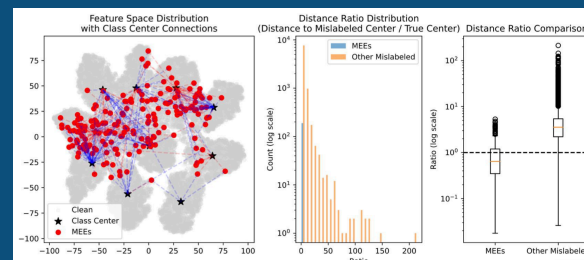 Feature Space Distribution
with Class Center Connections
75
50
25
0
−25
−50
−75
−100
−100
−75
−50
−25
0
25
50
75
100
Clean
Class Center
MEEs
Distance Ratio Distribution
(Distance to Mislabeled Center / True Center)
MEEs
Other Mislabeled
Count (log scale)
10⁴
10³
10²
10¹
10⁰
0
50
100
150
200
Distance Ratio Comparison
Ratio (log scale)
10²
10¹
10⁰
10⁻¹
MEEs
Other Mislabeled